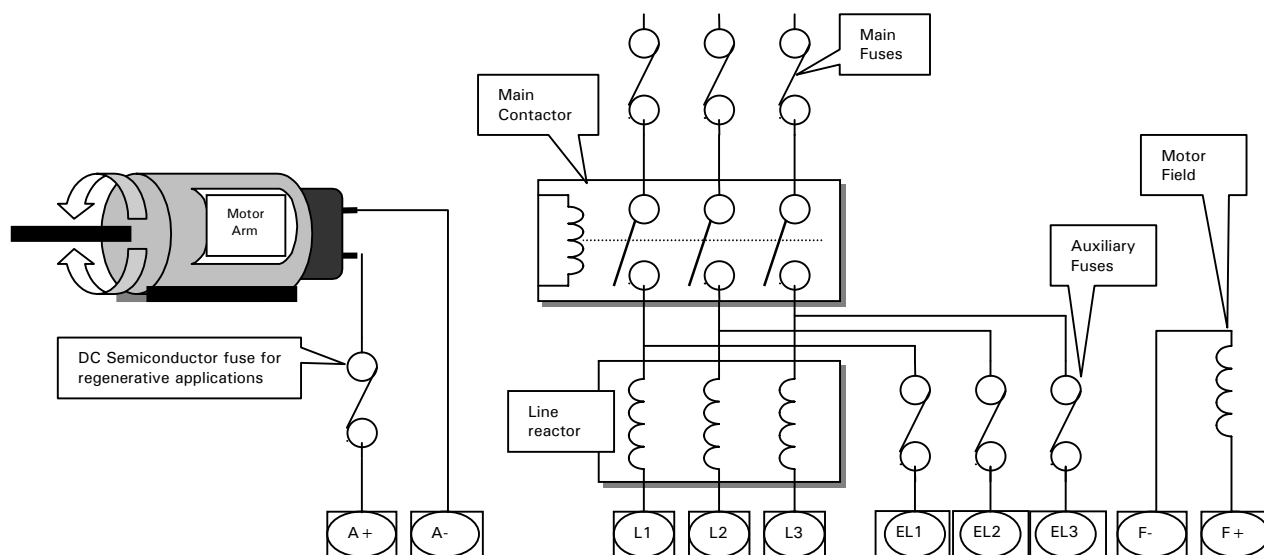 Main
Fuses
Main
Contactor
Motor
Field
Motor
Arm
Auxiliary
Fuses
DC Semiconductor fuse for
regenerative applications
Line
reactor
A+
A-
L1
L2
L3
EL1
EL2
EL3
F-
F+